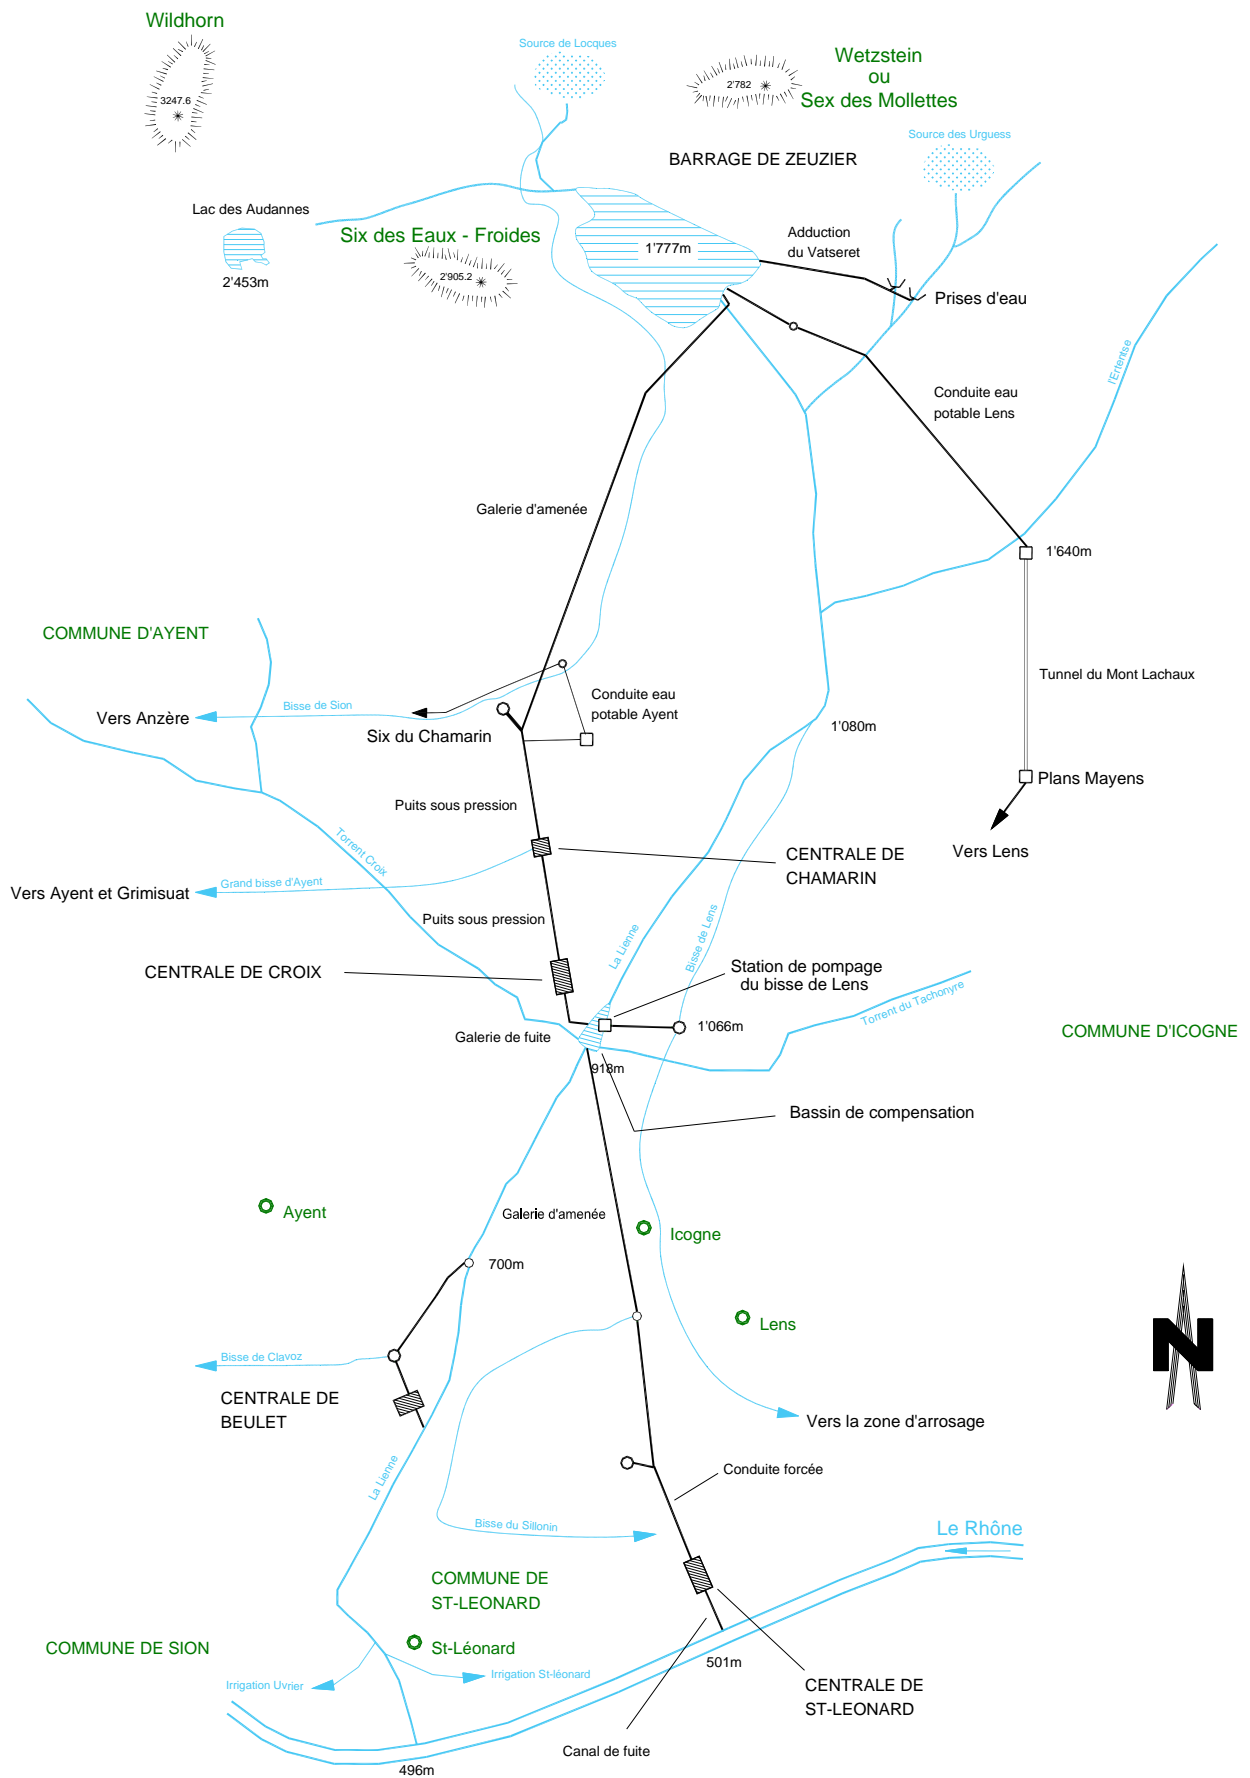 Wildhorn
3247.6
Source de Locques
Wetzstein
ou
Sex des Mollettes
2'782
Source des Urguess
BARRAGE DE ZEUZIER
Lac des Audannes
2'453m
Six des Eaux - Froides
2'905.2
1'777m
Adduction
du Vatseret
Prises d'eau
l'Ertentse
Conduite eau
potable Lens
Galerie d'amenée
1'640m
COMMUNE D'AYENT
Tunnel du Mont Lachaux
Bisse de Sion
Vers Anzère
Conduite eau
potable Ayent
Six du Chamarin
1'080m
Plans Mayens
Puits sous pression
Torrent Croix
CENTRALE DE
CHAMARIN
Vers Lens
Grand bisse d'Ayent
Vers Ayent et Grimisuat
Puits sous pression
La Lienne
Bisse de Lens
CENTRALE DE CROIX
Station de pompage
du bisse de Lens
Torrent du Tachonyre
1'066m
COMMUNE D'ICOGNE
Galerie de fuite
918m
Bassin de compensation
Ayent
Galerie d'amenée
Icogne
700m
Lens
N
Bisse de Clavoz
CENTRALE DE
BEULET
Vers la zone d'arrosage
La Lienne
Conduite forcée
Bisse du Sillonin
Le Rhône
COMMUNE DE
ST-LEONARD
COMMUNE DE SION
St-Léonard
501m
Irrigation Uvrier
Irrigation St-léonard
CENTRALE DE
ST-LEONARD
Canal de fuite
496m